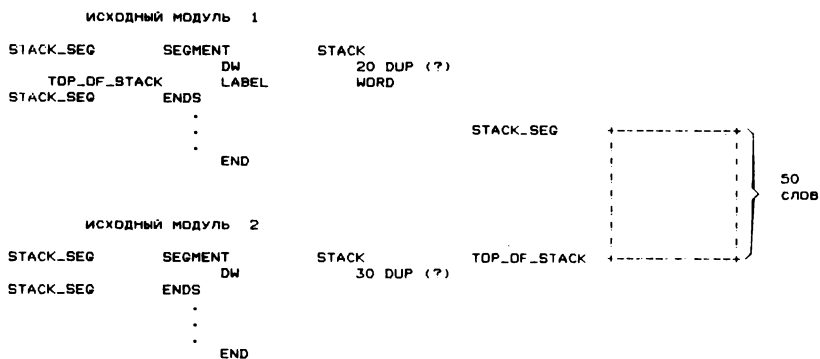 ИСХОДНЫЙ МОДУЛЬ 1
STACK_SEG SEGMENT STACK
DW 20 DUP (?)
TOP_OF_STACK LABEL WORD
STACK_SEG ENDS
.
.
.
END
STACK_SEG
50
СЛОВ
TOP_OF_STACK
ИСХОДНЫЙ МОДУЛЬ 2
STACK_SEG SEGMENT STACK
DW 30 DUP (?)
STACK_SEG ENDS
.
.
.
END